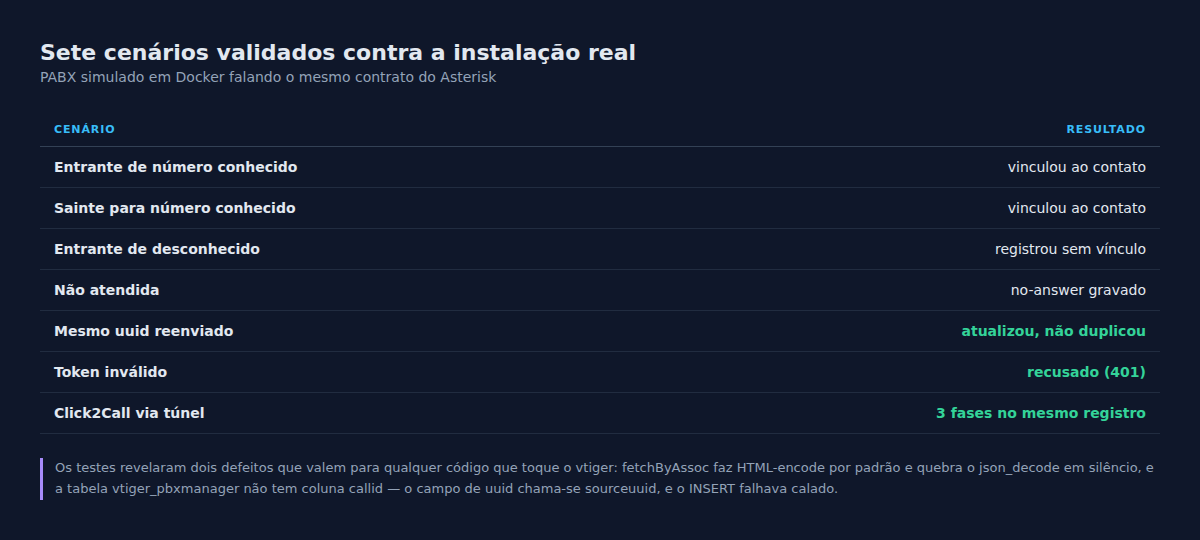 Sete cenários validados contra a instalação real
PABX simulado em Docker falando o mesmo contrato do Asterisk
CENÁRIO RESULTADO
Entrante de número conhecido vinculou ao contato
Sainte para número conhecido vinculou ao contato
Entrante de desconhecido registrou sem vínculo
Não atendida no-answer gravado
Mesmo uuid reenviado atualizou, não duplicou
Token inválido recusado (401)
Click2Call via túnel 3 fases no mesmo registro
Os testes revelaram dois defeitos que valem para qualquer código que toque o vtiger: fetchByAssoc faz HTML-encode por padrão e quebra o json_decode em silêncio, e
a tabela vtiger_pbxmanager não tem coluna callid — o campo de uuid chama-se sourceuuid, e o INSERT falhava calado.